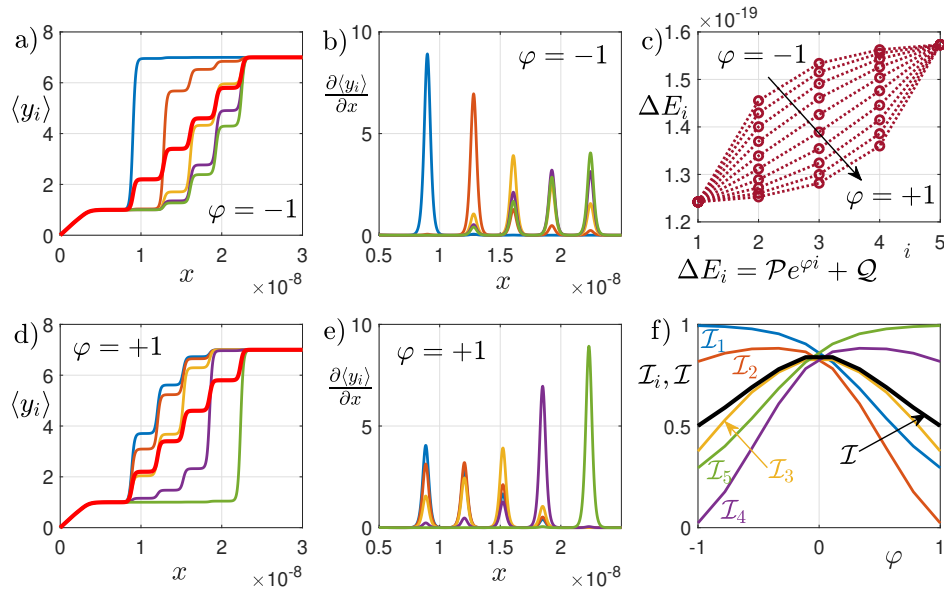 a)
⟨y_i⟩
8
6
4
2
0
φ = −1
0 1 2 3
x
×10^-8
b)
∂⟨y_i⟩/∂x
10
5
0
φ = −1
0.5 1 1.5 2
x
×10^-8
c)
×10^-19
ΔE_i
1.6
1.5
1.4
1.3
1.2
φ = −1
φ = +1
1 2 3 4 5
i
ΔE_i = 𝒫e^{φi} + 𝒬
d)
⟨y_i⟩
8
6
4
2
0
φ = +1
0 1 2 3
x
×10^-8
e)
∂⟨y_i⟩/∂x
10
5
0
φ = +1
0.5 1 1.5 2
x
×10^-8
f)
ℐ_i, ℐ
1
0.5
0
ℐ_1
ℐ_2
ℐ_3
ℐ_5
ℐ_4
ℐ
-1 0 1
φ